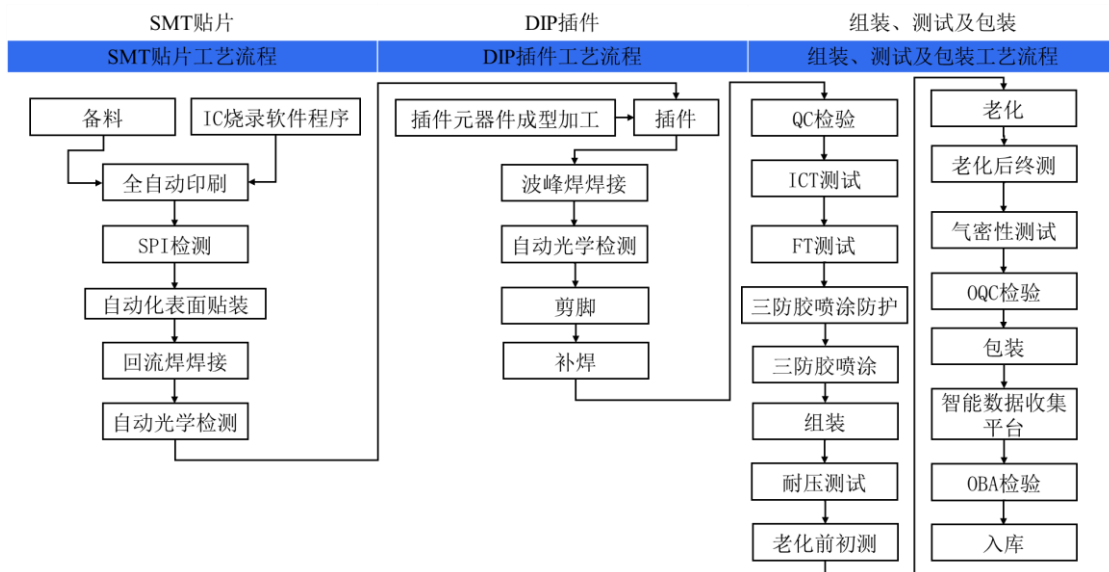 SMT贴片
DIP插件
组装、测试及包装
SMT贴片工艺流程
DIP插件工艺流程
组装、测试及包装工艺流程
备料
IC烧录软件程序
全自动印刷
SPI检测
自动化表面贴装
回流焊焊接
自动光学检测
插件元器件成型加工
插件
波峰焊焊接
自动光学检测
剪脚
补焊
QC检验
ICT测试
FT测试
三防胶喷涂防护
三防胶喷涂
组装
耐压测试
老化前初测
老化
老化后终测
气密性测试
OQC检验
包装
智能数据收集
平台
OBA检验
入库